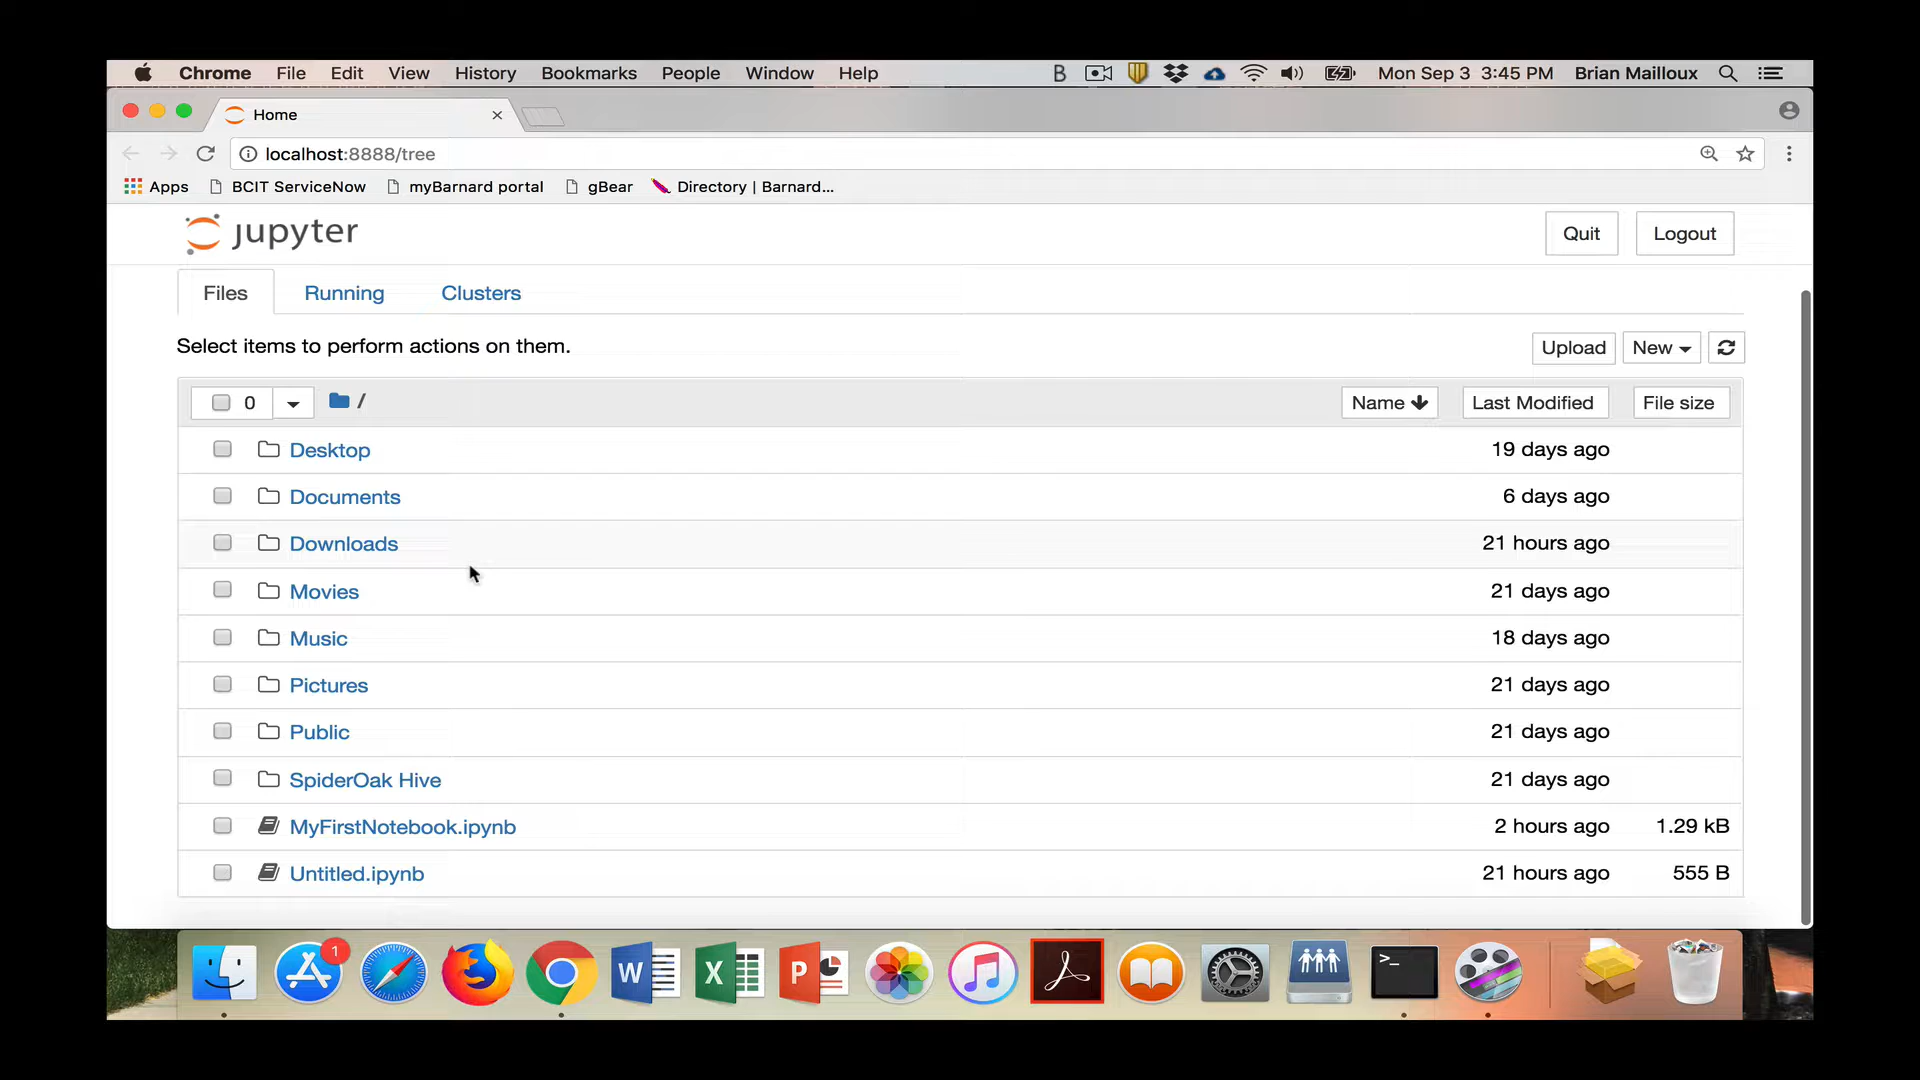 Chrome File Edit View History Bookmarks People Window Help B Mon Sep 3 3:45 PM Brian Mailloux
Home
localhost:8888/tree
Apps BCIT ServiceNow myBarnard portal gBear Directory | Barnard...
jupyter Quit Logout
Files Running Clusters
Select items to perform actions on them. Upload New
0 / Name Last Modified File size
Desktop 19 days ago
Documents 6 days ago
Downloads 21 hours ago
Movies 21 days ago
Music 18 days ago
Pictures 21 days ago
Public 21 days ago
SpiderOak Hive 21 days ago
MyFirstNotebook.ipynb 2 hours ago 1.29 kB
Untitled.ipynb 21 hours ago 555 B
1
W X P >_